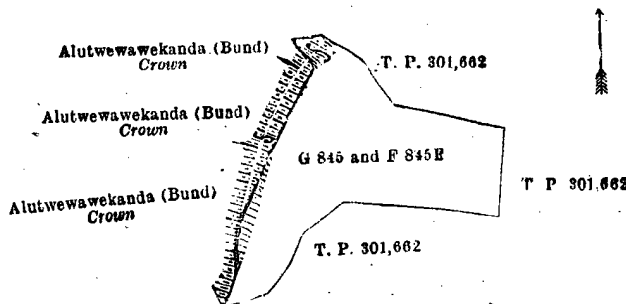 Alutwewawekanda (Bund)
Crown
T. P. 301,662
Alutwewawekanda (Bund)
Crown
G 845 and F 845E
T P 301,662
Alutwewawekanda (Bund)
Crown
T. P. 301,662